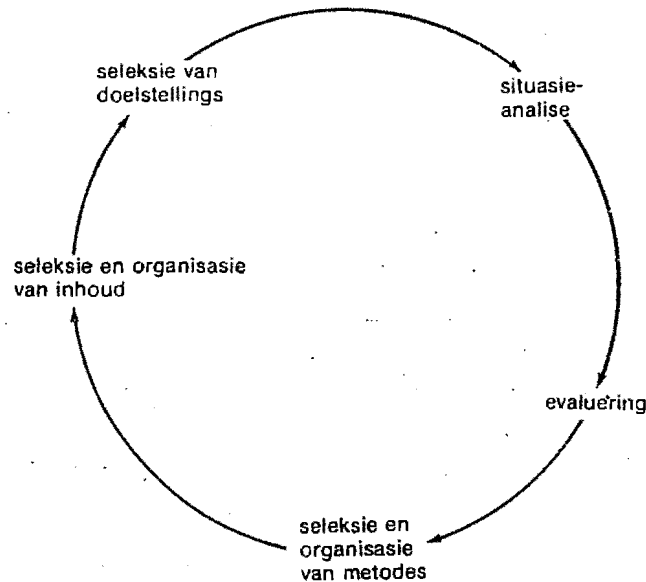 seleksie van
doelstellings
situasie-
analise
seleksie en organisasie
van inhoud
evaluering
seleksie en
organisasie
van metodes